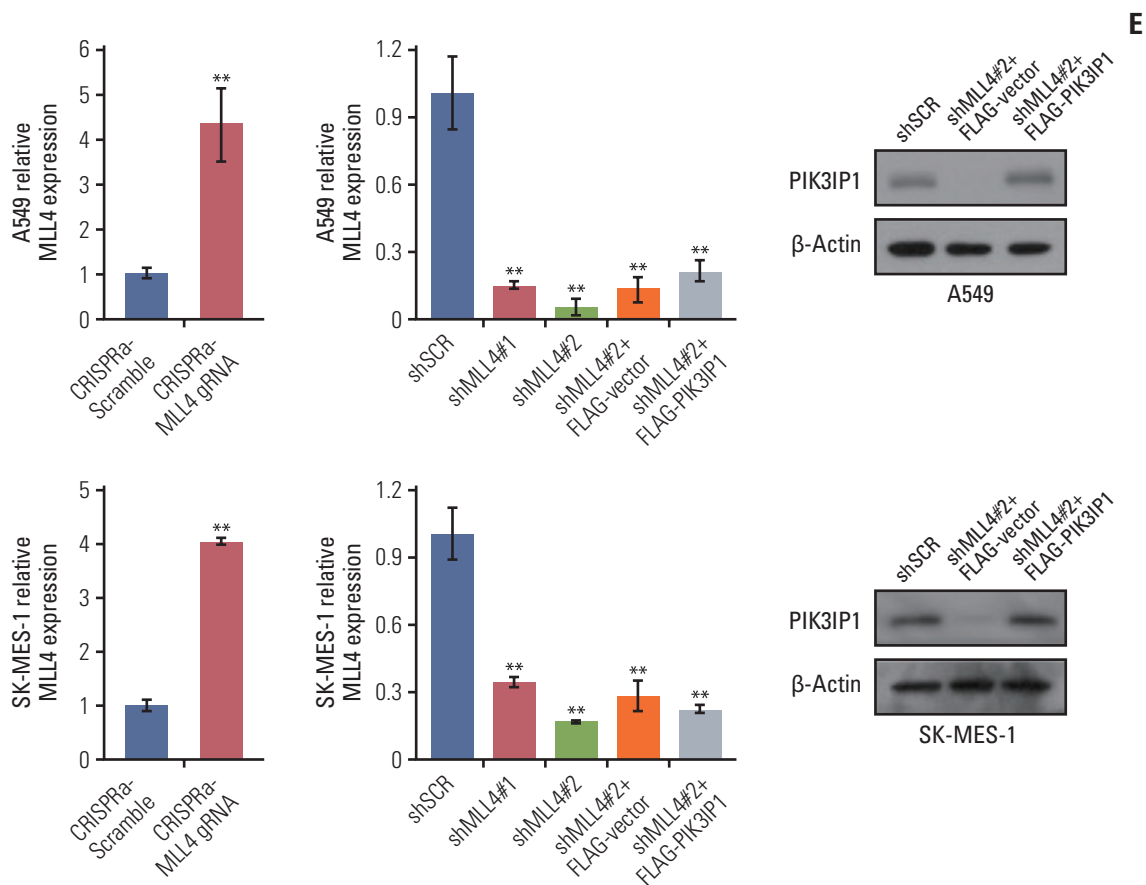 E
A549 relative
MLL4 expression
6
5
4
3
2
1
0
**
CRISPRa-
Scramble
CRISPRa-
MLL4 gRNA
A549 relative
MLL4 expression
1.2
0.9
0.6
0.3
0
**
**
**
**
shSCR
shMLL4#1
shMLL4#2
shMLL4#2+
FLAG-vector
shMLL4#2+
FLAG-PIK3IP1
shSCR
shMLL4#2+
FLAG-vector
shMLL4#2+
FLAG-PIK3IP1
PIK3IP1
β-Actin
A549
SK-MES-1 relative
MLL4 expression
5
4
3
2
1
0
**
CRISPRa-
Scramble
CRISPRa-
MLL4 gRNA
SK-MES-1 relative
MLL4 expression
1.2
0.9
0.6
0.3
0
**
**
**
**
shSCR
shMLL4#1
shMLL4#2
shMLL4#2+
FLAG-vector
shMLL4#2+
FLAG-PIK3IP1
shSCR
shMLL4#2+
FLAG-vector
shMLL4#2+
FLAG-PIK3IP1
PIK3IP1
β-Actin
SK-MES-1